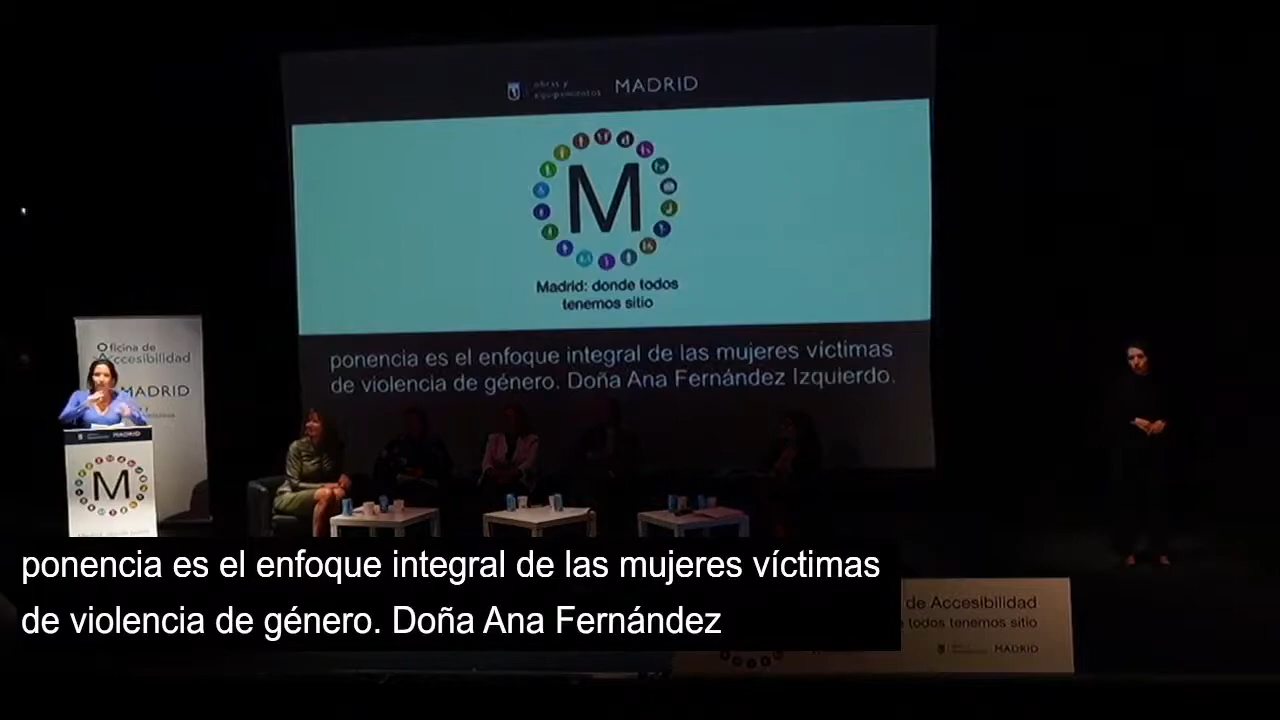 obras y
equipamientos
MADRID
M
Madrid: donde todos
tenemos sitio
ponencia es el enfoque integral de las mujeres víctimas
de violencia de género. Doña Ana Fernández Izquierdo.
Oficina de
Accesibilidad
MADRID
MADRID
M
ponencia es el enfoque integral de las mujeres víctimas
de violencia de género. Doña Ana Fernández
de Accesibilidad
todos tenemos sitio
MADRID